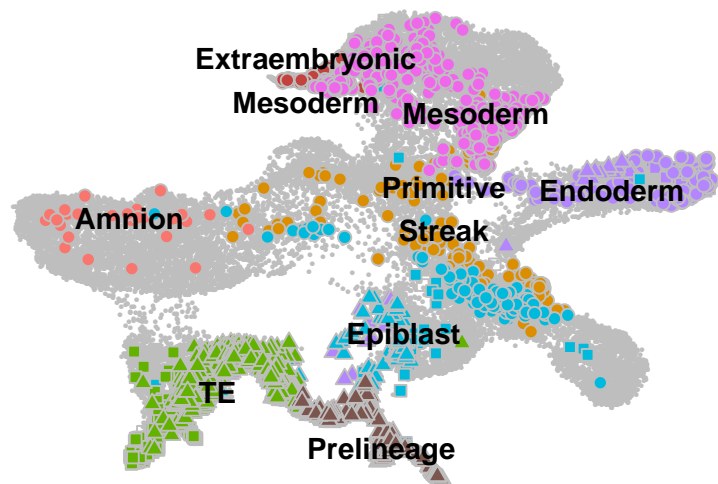 Extraembryonic
Mesoderm
Mesoderm
Primitive
Streak
Endoderm
Amnion
Epiblast
TE
Prelineage